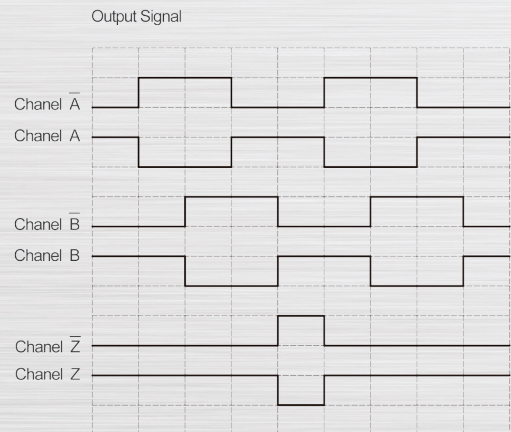 Output Signal
Chanel A̅
Chanel A
Chanel B̅
Chanel B
Chanel Z̅
Chanel Z